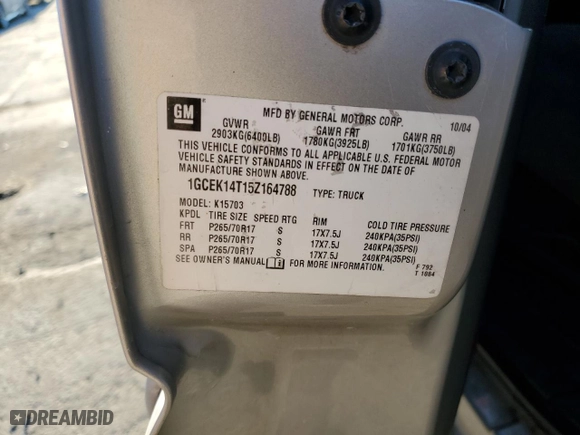 GM
MFD BY GENERAL MOTORS CORP.
10/04
GVWR GAWR FRT GAWR RR
2903KG(6400LB) 1780KG(3925LB) 1701KG(3750LB)
THIS VEHICLE CONFORMS TO ALL APPLICABLE U.S. FEDERAL MOTOR
VEHICLE SAFETY STANDARDS IN EFFECT ON THE DATE OF
MANUFACTURE SHOWN ABOVE.
1GCEK14T15Z164788 TYPE: TRUCK
MODEL: K15703
KPDL TIRE SIZE SPEED RTG RIM COLD TIRE PRESSURE
FRT P265/70R17 S 17X7.5J 240KPA(35PSI)
RR P265/70R17 S 17X7.5J 240KPA(35PSI)
SPA P265/70R17 S 17X7.5J 240KPA(35PSI)
SEE OWNER'S MANUAL FOR MORE INFORMATION.
F 792
T 1084
DREAMBID